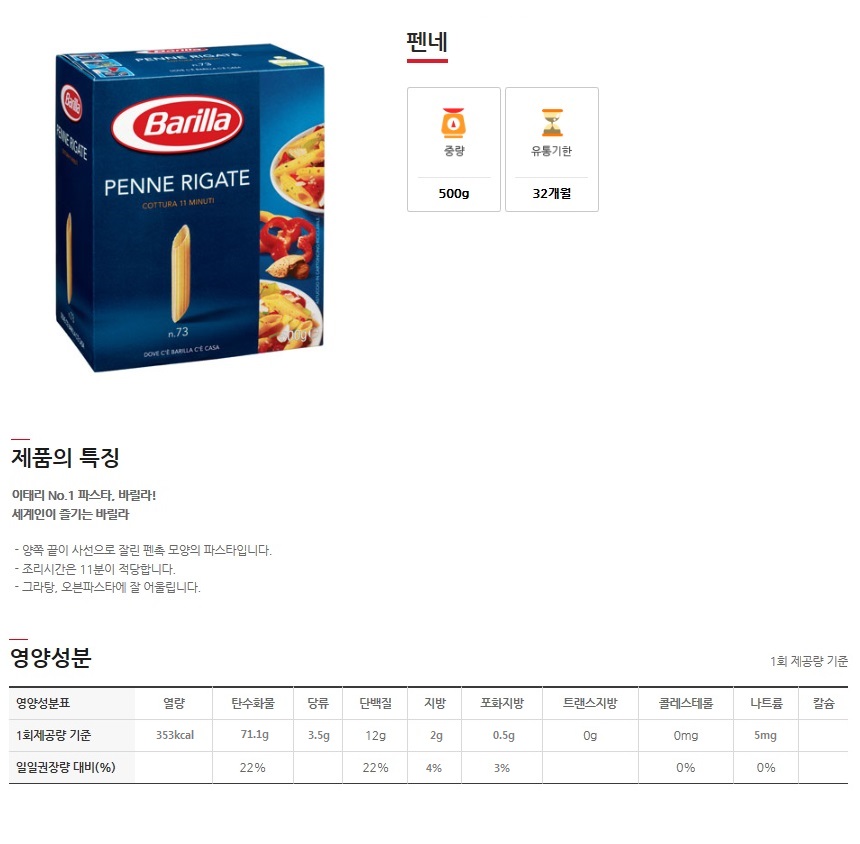 Barilla
PENNE RIGATE
n.73
Barilla
PENNE RIGATE
Barilla
PENNE RIGATE
COTTURA 11 MINUTI
n.73
DOVE C'È BARILLA C'È CASA
500g
펜네
중량
유통기한
500g
32개월
제품의 특징
이태리 No.1 파스타, 바릴라!
세계인이 즐기는 바릴라
- 양쪽 끝이 사선으로 잘린 펜촉 모양의 파스타입니다.
- 조리시간은 11분이 적당합니다.
- 그라탕, 오븐파스타에 잘 어울립니다.
영양성분
1회 제공량 기준
영양성분표 열량 탄수화물 당류 단백질 지방 포화지방 트랜스지방 콜레스테롤 나트륨 칼슘
1회제공량 기준 353kcal 71.1g 3.5g 12g 2g 0.5g 0g 0mg 5mg
일일권장량 대비(%) 22% 22% 4% 3% 0% 0%